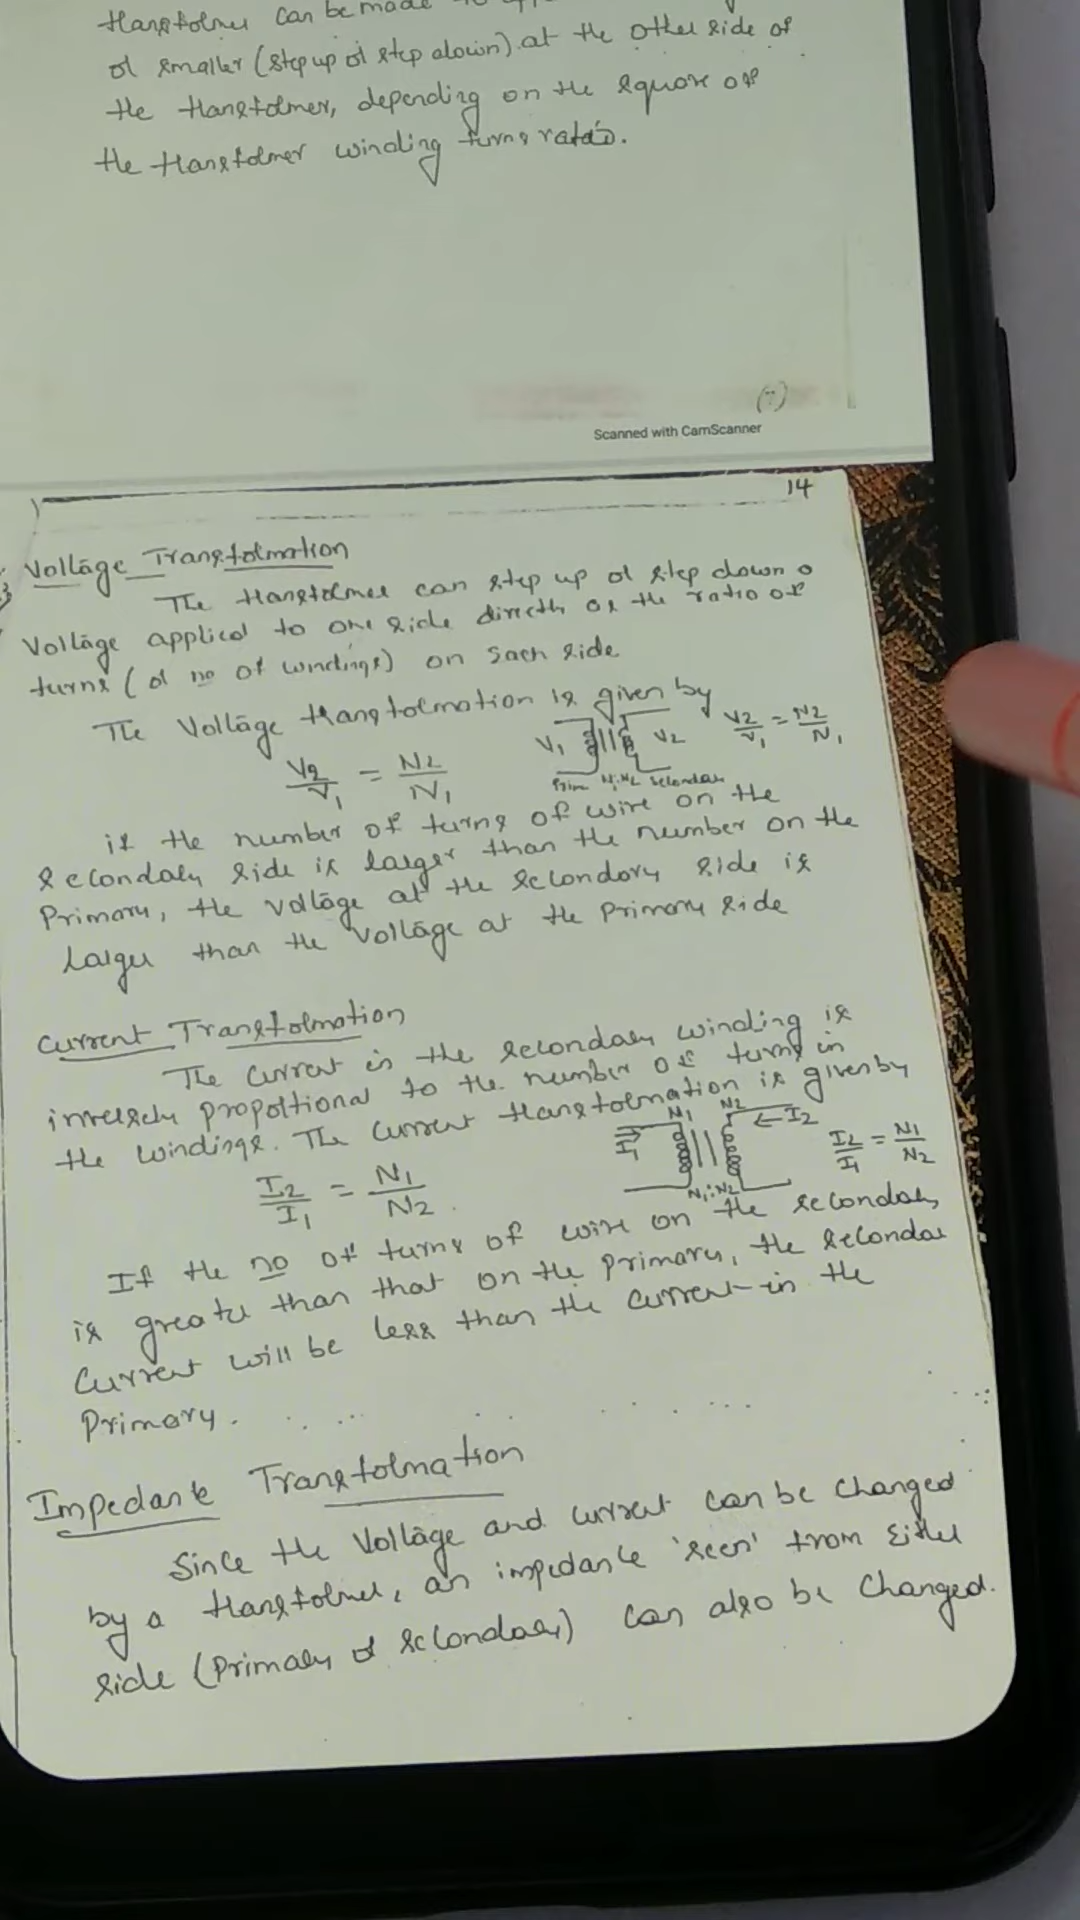 transformer can be made
or smaller (step up or step down) at the other side of
the transformer, depending on the square of
the transformer winding turns ratio.
(7)
Scanned with CamScanner
14
Voltage Transformation
The transformer can step up or step down a
Voltage applied to one side directly as the ratio of
turns (or no of windings) on each side
The Voltage transformation is given by
V1 V2 V2/V1 = N2/N1
V2/V1 = N2/N1
Prim N1:N2 Secondary
if the number of turns of wire on the
secondary side is larger than the number on the
Primary, the voltage at the secondary side is
larger than the voltage at the primary side
Current Transformation
The current in the secondary winding is
inversely proportional to the number of turns in
the windings. The current transformation is given by
N1 N2
I1 I2 I2/I1 = N1/N2
I2/I1 = N1/N2.
N1:N2
If the no of turns of wire on the secondary
is greater than that on the primary, the secondar
Current will be less than the current in the
Primary.
Impedance Transformation
Since the Voltage and current can be changed
by a transformer, an impedance 'seen' from Either
side (Primary or secondary) can also be changed.